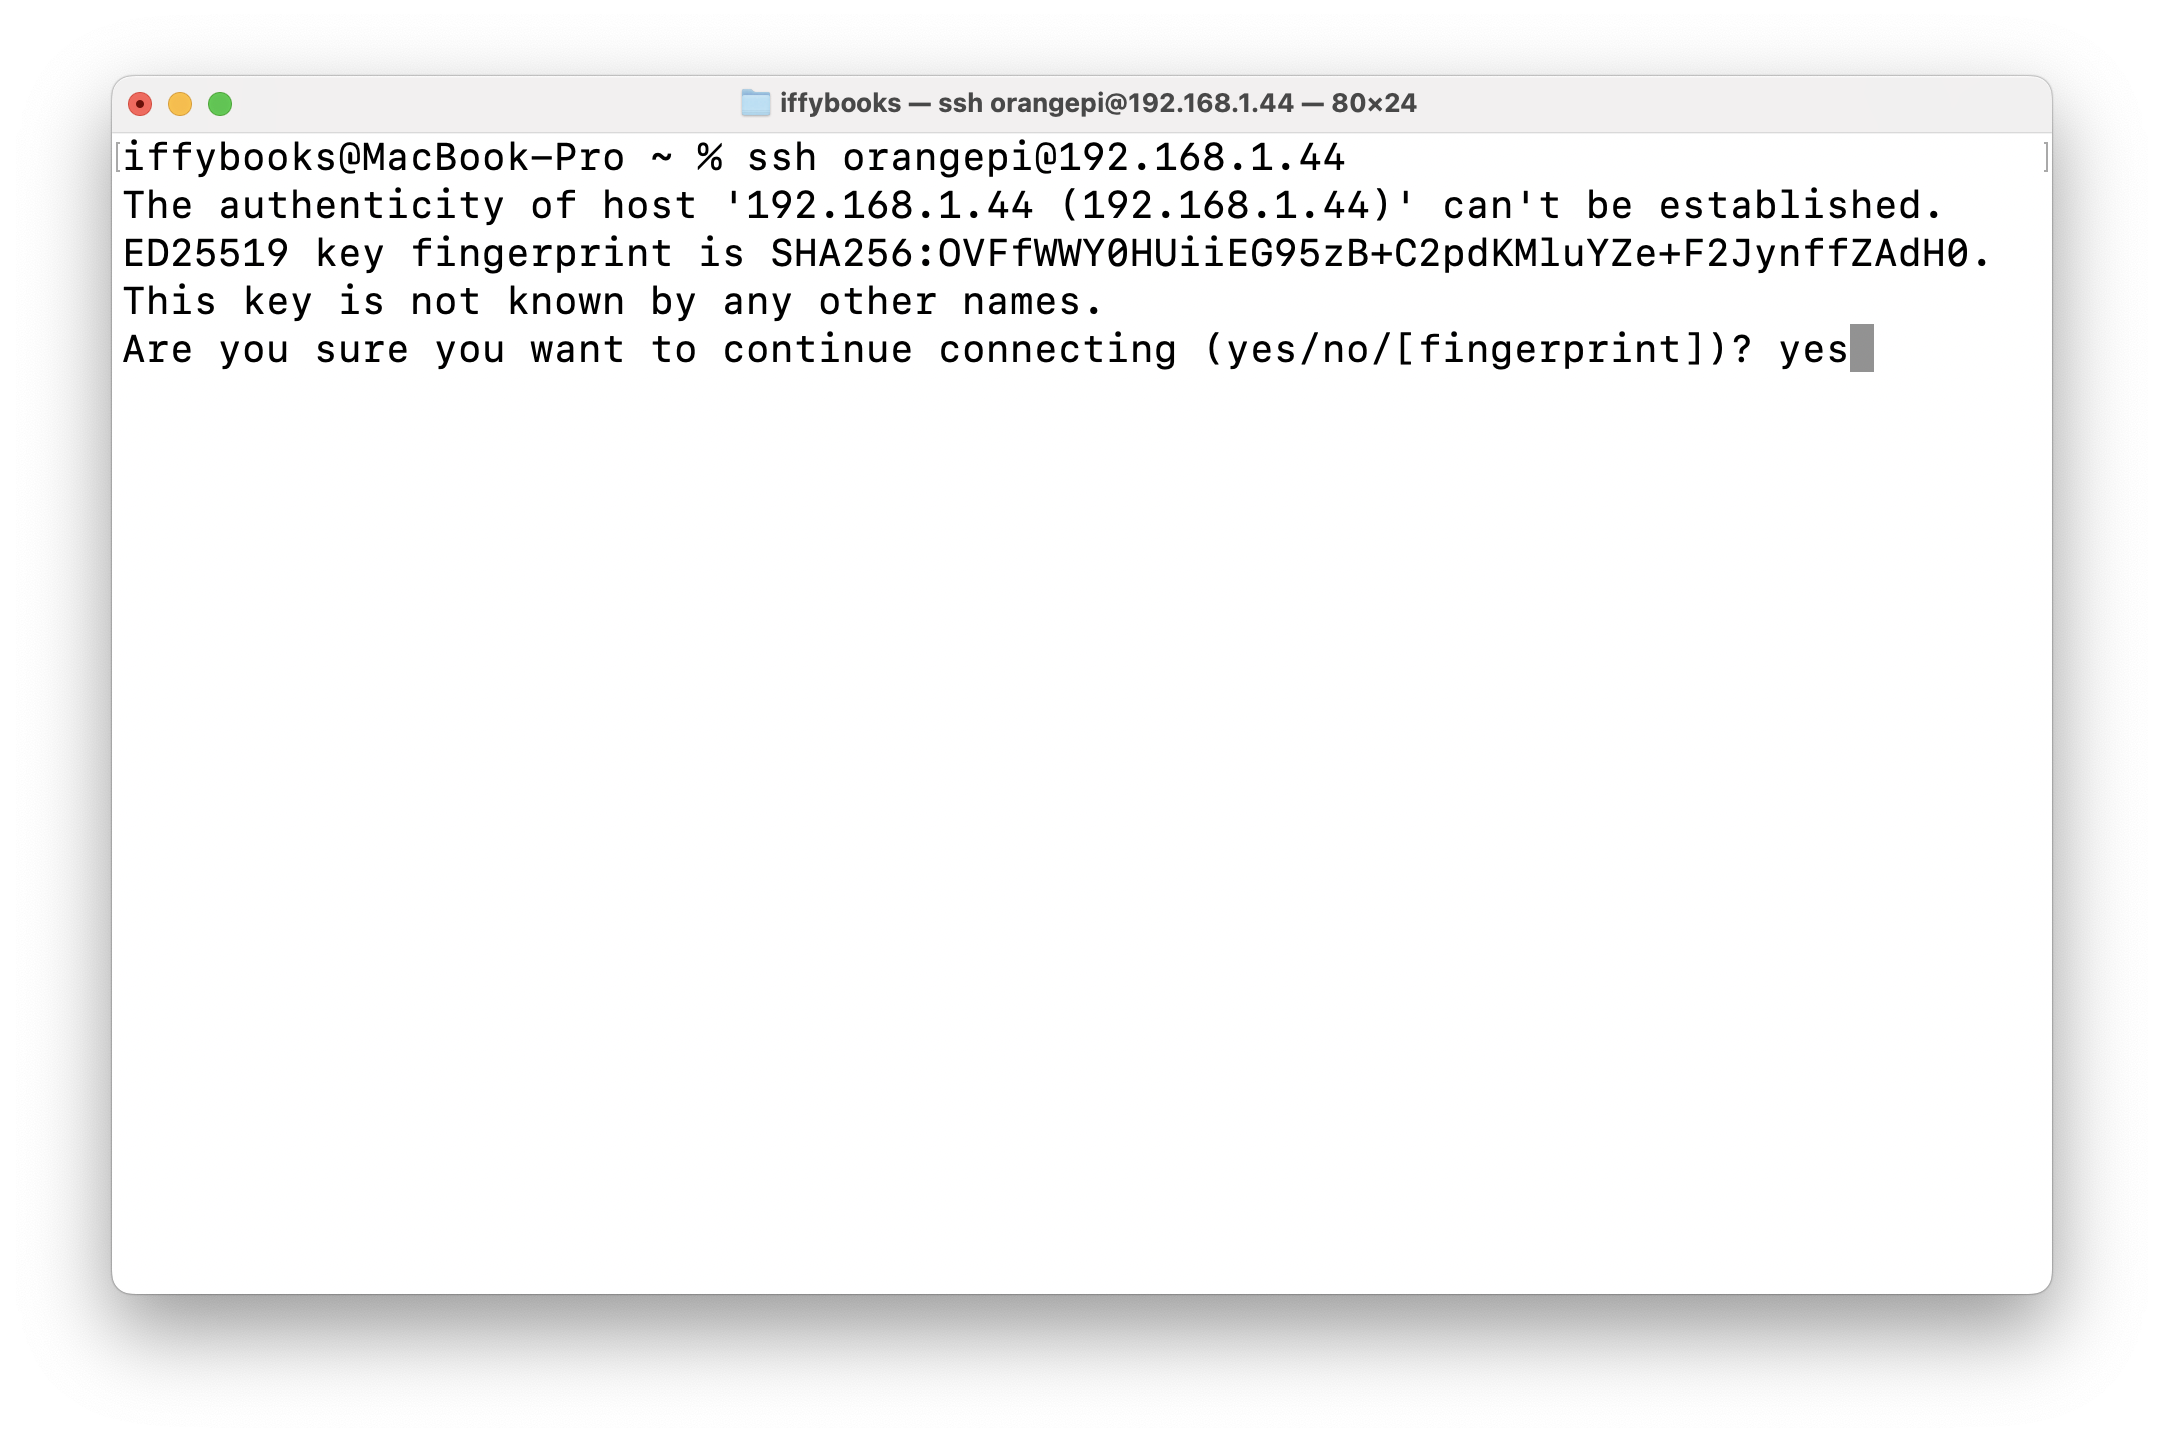 iffybooks — ssh orangepi@192.168.1.44 — 80×24
[iffybooks@MacBook-Pro ~ % ssh orangepi@192.168.1.44 ]
The authenticity of host '192.168.1.44 (192.168.1.44)' can't be established.
ED25519 key fingerprint is SHA256:OVFfWWY0HUiiEG95zB+C2pdKMluYZe+F2JynffZAdH0.
This key is not known by any other names.
Are you sure you want to continue connecting (yes/no/[fingerprint])? yes